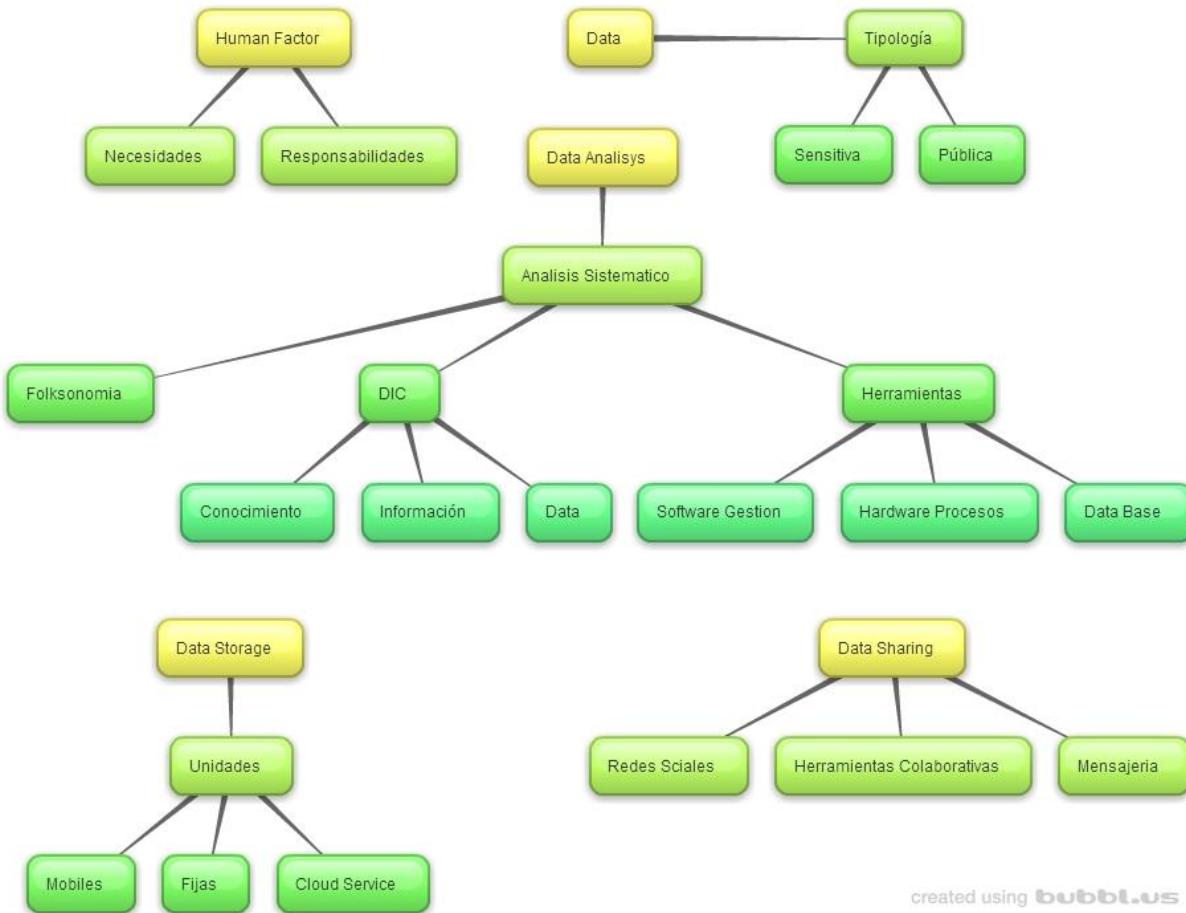 Human Factor
Data
Tipología
Necesidades
Responsabilidades
Data Analisys
Sensitiva
Pública
Analisis Sistematico
Folksonomia
DIC
Herramientas
Conocimiento
Información
Data
Software Gestion
Hardware Procesos
Data Base
Data Storage
Data Sharing
Unidades
Redes Sciales
Herramientas Colaborativas
Mensajeria
Mobiles
Fijas
Cloud Service
created using bubbl.us